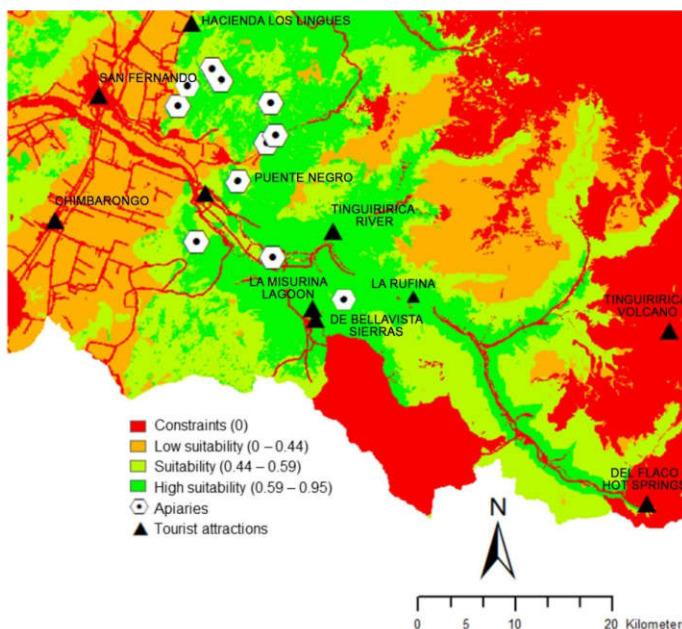 HACIENDA LOS LINGUES
SAN FERNANDO
PUENTE NEGRO
CHIMBARONGO
TINGUIRIRICA
RIVER
LA MISURINA
LAGOON
LA RUFINA
TINGUIRIRICA
VOLCANO
DE BELLAVISTA
SIERRAS
DEL FLACO
HOT SPRINGS
Constraints (0)
Low suitability (0 – 0.44)
Suitability (0.44 – 0.59)
High suitability (0.59 – 0.95)
Apiaries
Tourist attractions
N
0 5 10 20 Kilometer